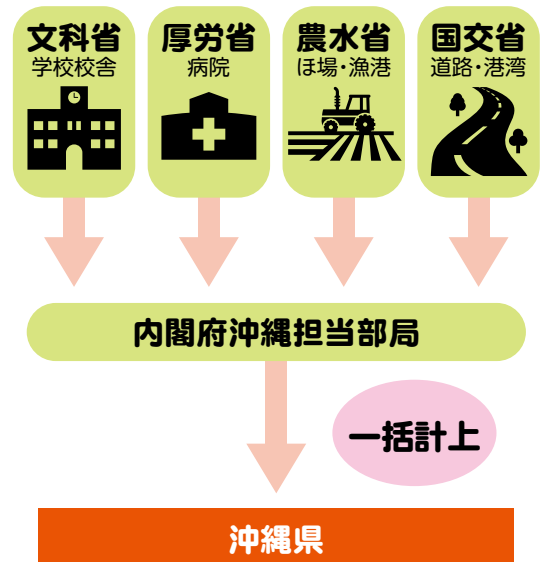 文科省
学校校舎
厚労省
病院
農水省
ほ場・漁港
国交省
道路・港湾
内閣府沖縄担当部局
一括計上
沖縄県